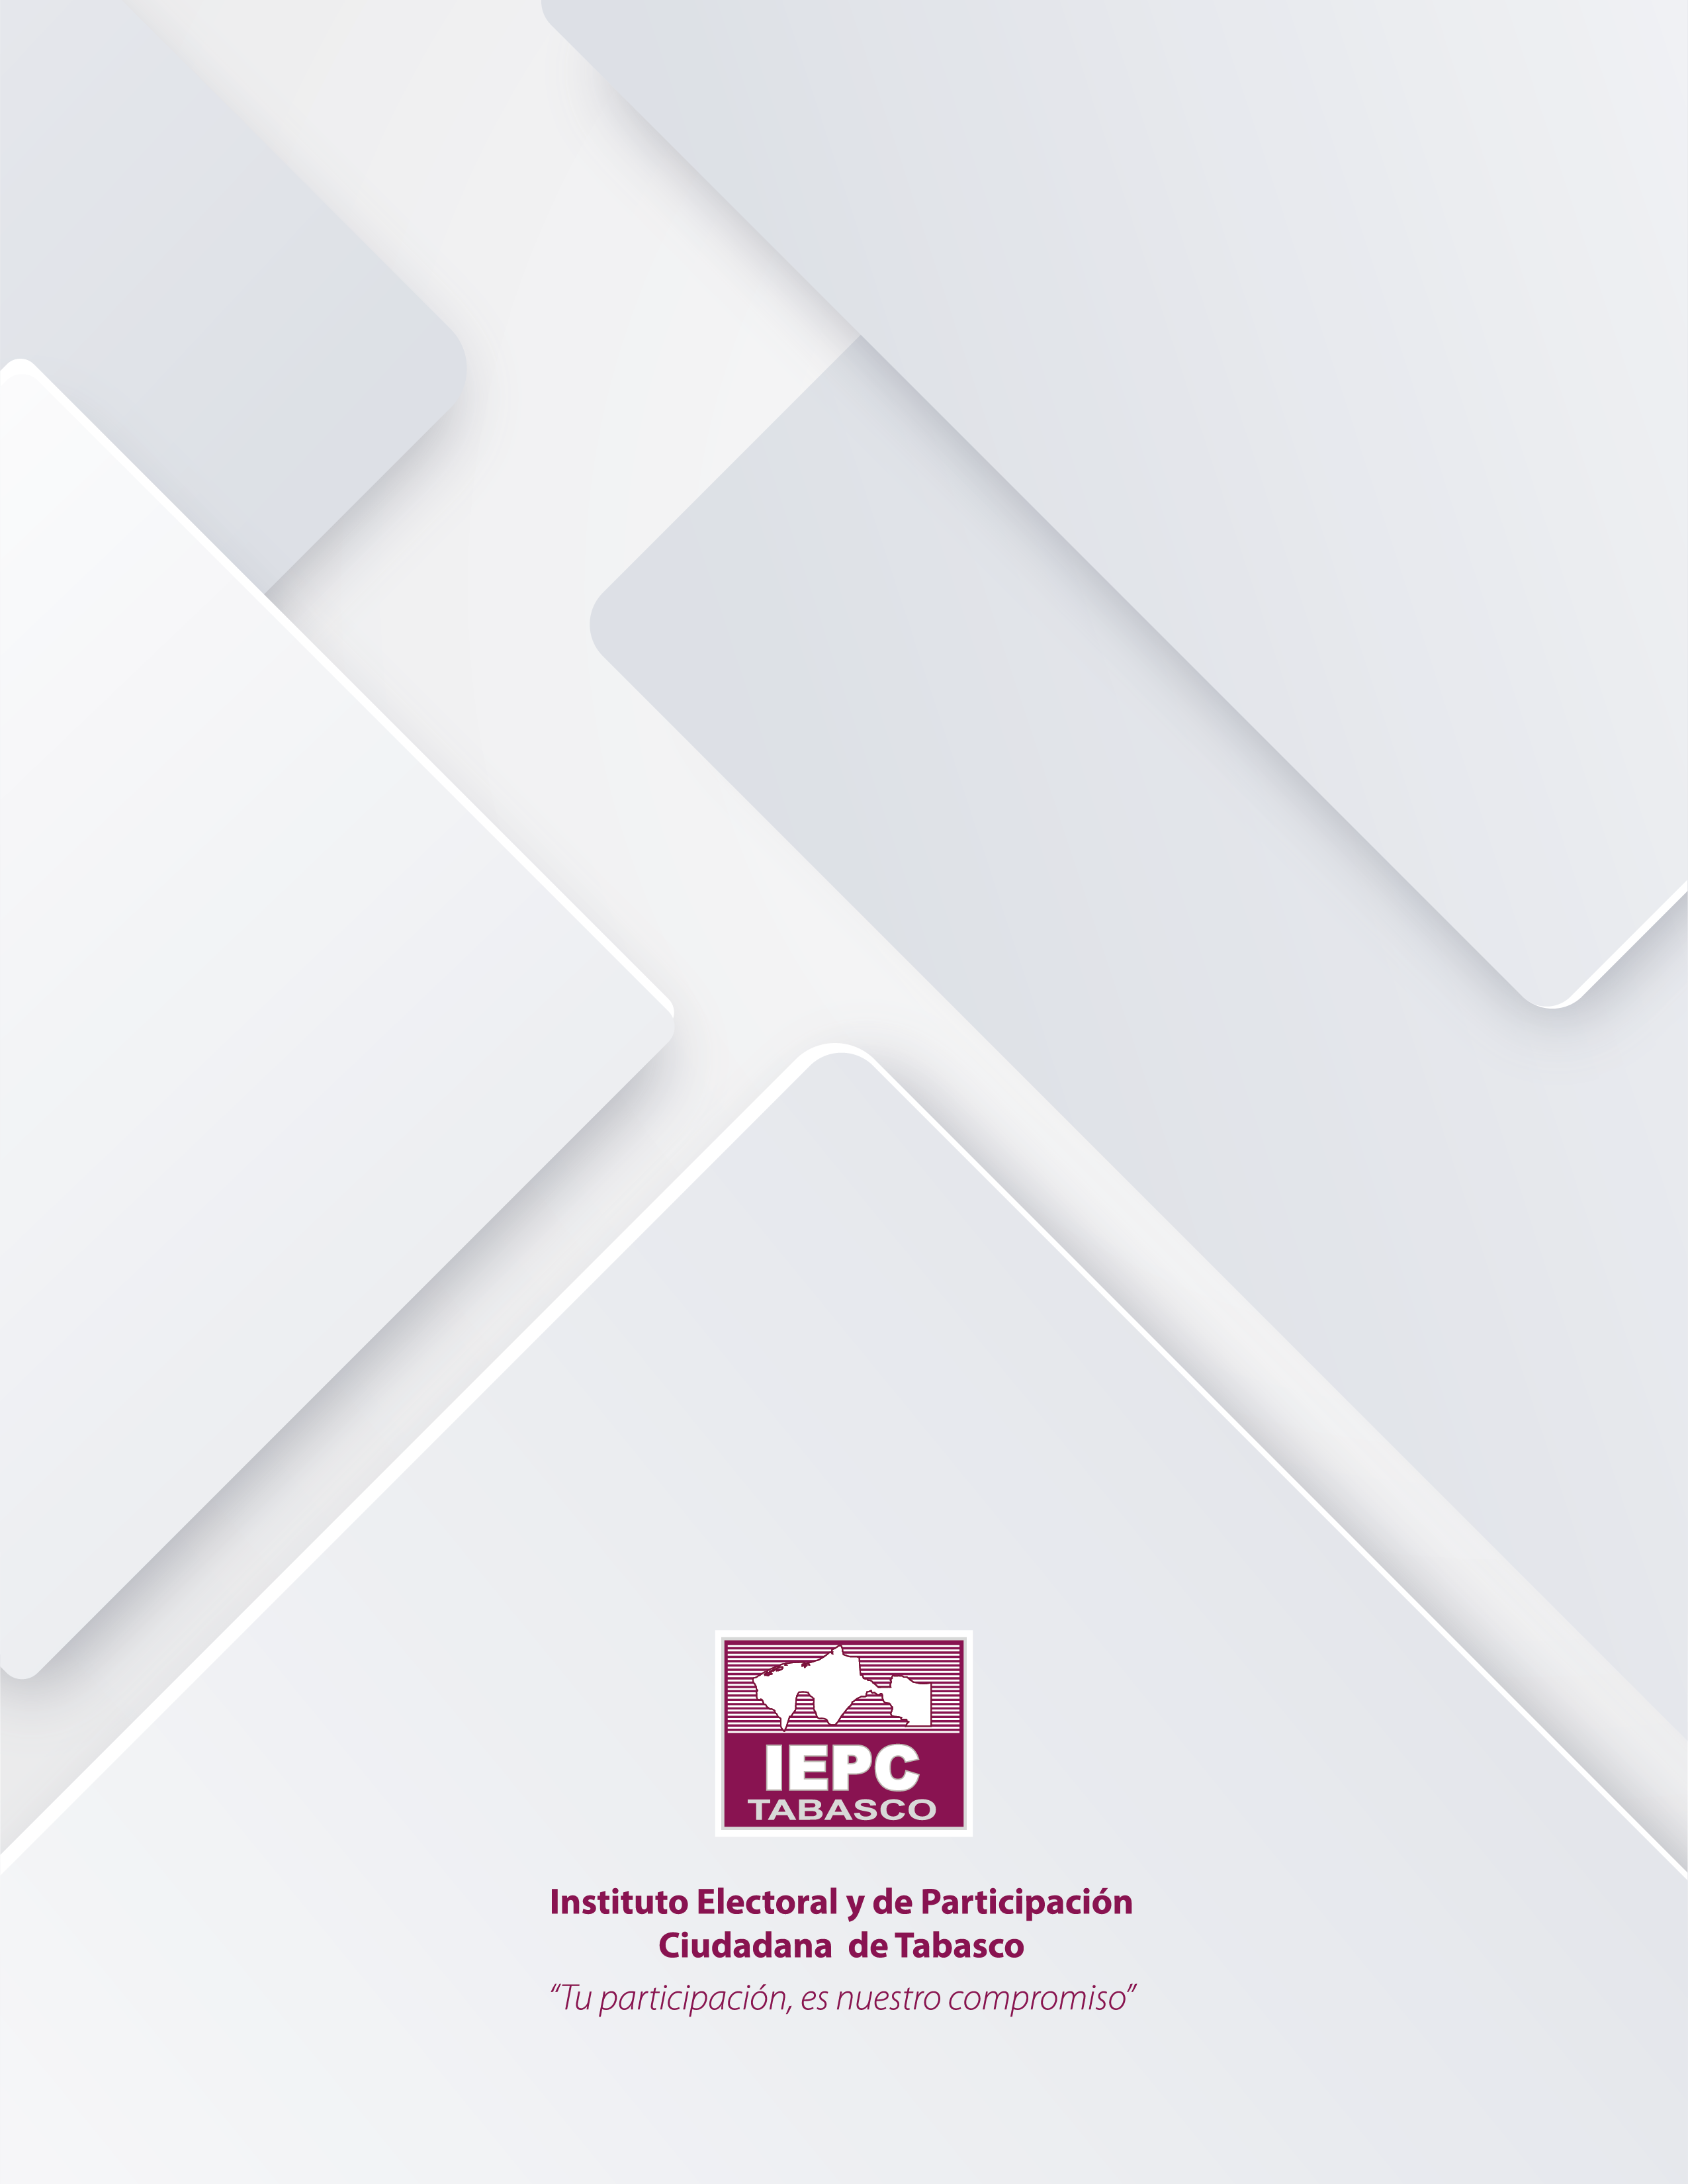 IEPC
TABASCO
Instituto Electoral y de Participación
Ciudadana  de Tabasco
“Tu participación, es nuestro compromiso”